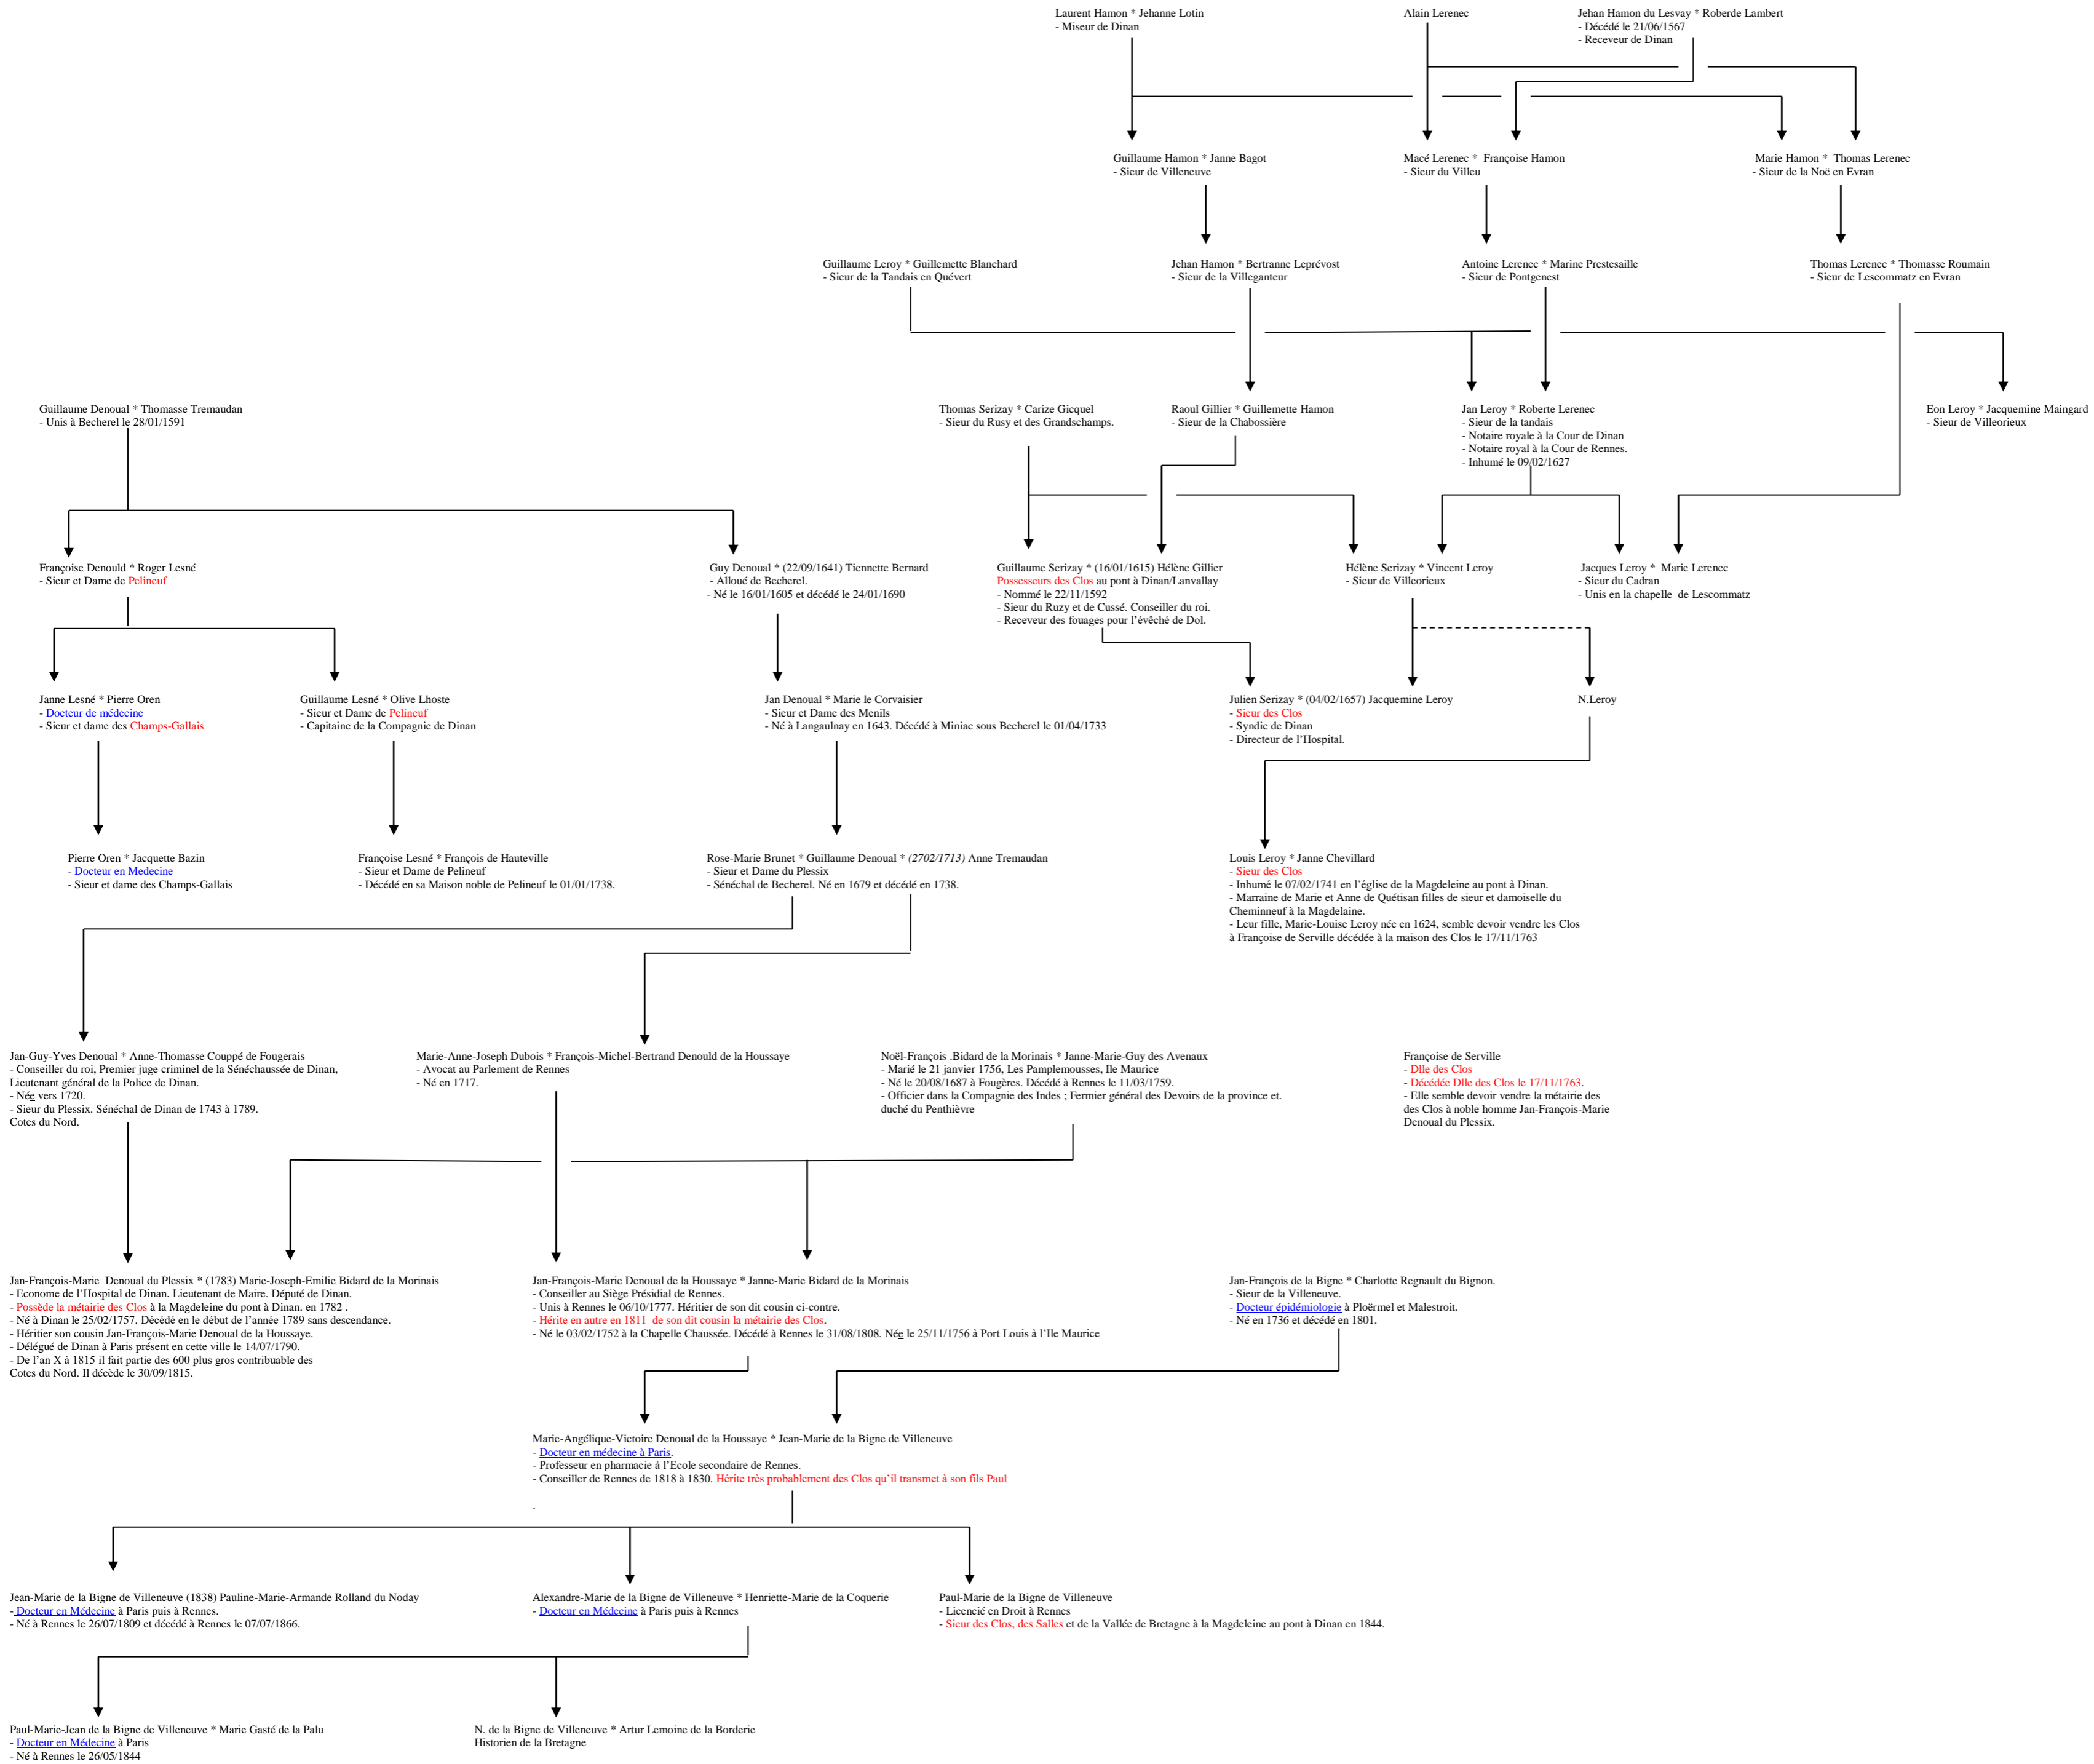 Laurent Hamon * Jehanne Lotin
- Miseur de Dinan
Alain Lerenec
Jehan Hamon du Lesvay * Roberde Lambert
- Décédé le 21/06/1567
- Receveur de Dinan
Guillaume Hamon * Janne Bagot
- Sieur de Villeneuve
Macé Lerenec * Françoise Hamon
- Sieur du Villeu
Marie Hamon * Thomas Lerenec
- Sieur de la Noë en Evran
Guillaume Leroy * Guillemette Blanchard
- Sieur de la Tandais en Quévert
Jehan Hamon * Bertranne Leprévost
- Sieur de la Villeganteur
Antoine Lerenec * Marine Prestesaille
- Sieur de Pontgenest
Thomas Lerenec * Thomasse Roumain
- Sieur de Lescommatz en Evran
Guillaume Denoual * Thomasse Tremaudan
- Unis à Becherel le 28/01/1591
Thomas Serizay * Carize Gicquel
- Sieur du Rusy et des Grandschamps.
Raoul Gillier * Guillemette Hamon
- Sieur de la Chabossière
Jan Leroy * Roberte Lerenec
- Sieur de la tandais
- Notaire royale à la Cour de Dinan
- Notaire royal à la Cour de Rennes.
- Inhumé le 09/02/1627
Eon Leroy * Jacquemine Maingard
- Sieur de Villeorieux
Françoise Denould * Roger Lesné
- Sieur et Dame de Pelineuf
Guy Denoual * (22/09/1641) Tiennette Bernard
- Alloué de Becherel.
- Né le 16/01/1605 et décédé le 24/01/1690
Guillaume Serizay * (16/01/1615) Hélène Gillier
Possesseurs des Clos au pont à Dinan/Lanvallay
- Nommé le 22/11/1592
- Sieur du Ruzy et de Cussé. Conseiller du roi.
- Receveur des fouages pour l'évêché de Dol.
Hélène Serizay * Vincent Leroy
- Sieur de Villeorieux
Jacques Leroy * Marie Lerenec
- Sieur du Cadran
- Unis en la chapelle de Lescommatz
Janne Lesné * Pierre Oren
- Docteur de médecine
- Sieur et dame des Champs-Gallais
Guillaume Lesné * Olive Lhoste
- Sieur et Dame de Pelineuf
- Capitaine de la Compagnie de Dinan
Jan Denoual * Marie le Corvaisier
- Sieur et Dame des Menils
- Né à Langaulnay en 1643. Décédé à Miniac sous Becherel le 01/04/1733
Julien Serizay * (04/02/1657) Jacquemine Leroy
- Sieur des Clos
- Syndic de Dinan
- Directeur de l'Hospital.
N.Leroy
Pierre Oren * Jacquette Bazin
- Docteur en Medecine
- Sieur et dame des Champs-Gallais
Françoise Lesné * François de Hauteville
- Sieur et Dame de Pelineuf
- Décédé en sa Maison noble de Pelineuf le 01/01/1738.
Rose-Marie Brunet * Guillaume Denoual * (2702/1713) Anne Tremaudan
- Sieur et Dame du Plessix
- Sénéchal de Becherel. Né en 1679 et décédé en 1738.
Louis Leroy * Janne Chevillard
- Sieur des Clos
- Inhumé le 07/02/1741 en l'église de la Magdeleine au pont à Dinan.
- Marraine de Marie et Anne de Quétisan filles de sieur et damoiselle du
Cheminneuf à la Magdelaine.
- Leur fille, Marie-Louise Leroy née en 1624, semble devoir vendre les Clos
à Françoise de Serville décédée à la maison des Clos le 17/11/1763
Jan-Guy-Yves Denoual * Anne-Thomasse Couppé de Fougerais
- Conseiller du roi, Premier juge criminel de la Sénéchaussée de Dinan,
Lieutenant général de la Police de Dinan.
- Née vers 1720.
- Sieur du Plessix. Sénéchal de Dinan de 1743 à 1789.
Cotes du Nord.
Marie-Anne-Joseph Dubois * François-Michel-Bertrand Denould de la Houssaye
- Avocat au Parlement de Rennes
- Né en 1717.
Noël-François .Bidard de la Morinais * Janne-Marie-Guy des Avenaux
- Marié le 21 janvier 1756, Les Pamplemousses, Ile Maurice
- Né le 20/08/1687 à Fougères. Décédé à Rennes le 11/03/1759.
- Officier dans la Compagnie des Indes ; Fermier général des Devoirs de la province et.
duché du Penthièvre
Françoise de Serville
- Dlle des Clos
- Décédée Dlle des Clos le 17/11/1763.
- Elle semble devoir vendre la métairie des
des Clos à noble homme Jan-François-Marie
Denoual du Plessix.
Jan-François-Marie Denoual du Plessix * (1783) Marie-Joseph-Emilie Bidard de la Morinais
- Econome de l'Hospital de Dinan. Lieutenant de Maire. Député de Dinan.
- Possède la métairie des Clos à la Magdeleine du pont à Dinan. en 1782 .
- Né à Dinan le 25/02/1757. Décédé en le début de l'année 1789 sans descendance.
- Héritier son cousin Jan-François-Marie Denoual de la Houssaye.
- Délégué de Dinan à Paris présent en cette ville le 14/07/1790.
- De l'an X à 1815 il fait partie des 600 plus gros contribuable des
Cotes du Nord. Il décède le 30/09/1815.
Jan-François-Marie Denoual de la Houssaye * Janne-Marie Bidard de la Morinais
- Conseiller au Siège Présidial de Rennes.
- Unis à Rennes le 06/10/1777. Héritier de son dit cousin ci-contre.
- Hérite en autre en 1811 de son dit cousin la métairie des Clos.
- Né le 03/02/1752 à la Chapelle Chaussée. Décédé à Rennes le 31/08/1808. Née le 25/11/1756 à Port Louis à l'Ile Maurice
Jan-François de la Bigne * Charlotte Regnault du Bignon.
- Sieur de la Villeneuve.
- Docteur épidémiologie à Ploërmel et Malestroit.
- Né en 1736 et décédé en 1801.
Marie-Angélique-Victoire Denoual de la Houssaye * Jean-Marie de la Bigne de Villeneuve
- Docteur en médecine à Paris.
- Professeur en pharmacie à l'Ecole secondaire de Rennes.
- Conseiller de Rennes de 1818 à 1830. Hérite très probablement des Clos qu'il transmet à son fils Paul
.
Jean-Marie de la Bigne de Villeneuve (1838) Pauline-Marie-Armande Rolland du Noday
- Docteur en Médecine à Paris puis à Rennes.
- Né à Rennes le 26/07/1809 et décédé à Rennes le 07/07/1866.
Alexandre-Marie de la Bigne de Villeneuve * Henriette-Marie de la Coquerie
- Docteur en Médecine à Paris puis à Rennes
Paul-Marie de la Bigne de Villeneuve
- Licencié en Droit à Rennes
- Sieur des Clos, des Salles et de la Vallée de Bretagne à la Magdeleine au pont à Dinan en 1844.
Paul-Marie-Jean de la Bigne de Villeneuve * Marie Gasté de la Palu
- Docteur en Médecine à Paris
- Né à Rennes le 26/05/1844
N. de la Bigne de Villeneuve * Artur Lemoine de la Borderie
Historien de la Bretagne